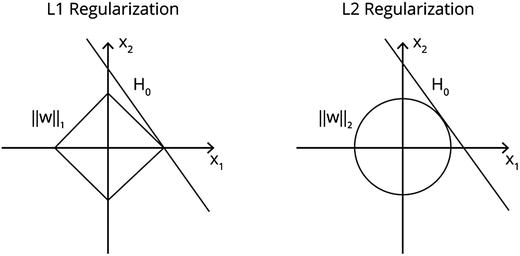 L1 Regularization
x₂
H₀
||w||₁
x₁
L2 Regularization
x₂
H₀
||w||₂
x₁